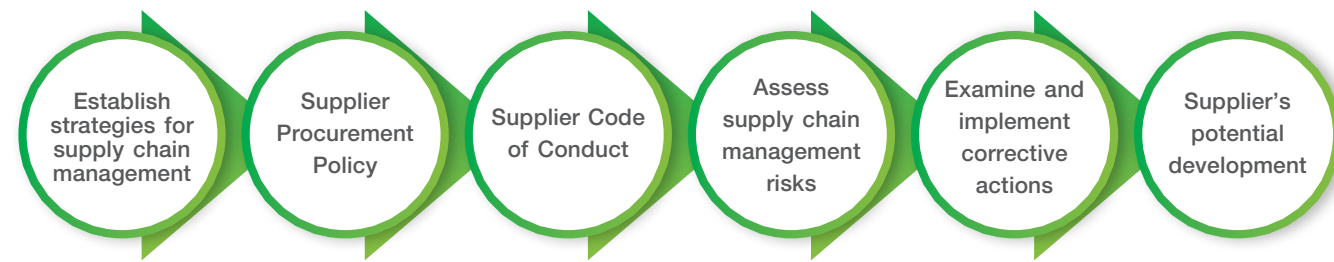 Establish
strategies for
supply chain
management
Supplier
Procurement
Policy
Supplier Code
of Conduct
Assess
supply chain
management
risks
Examine and
implement
corrective
actions
Supplier's
potential
development